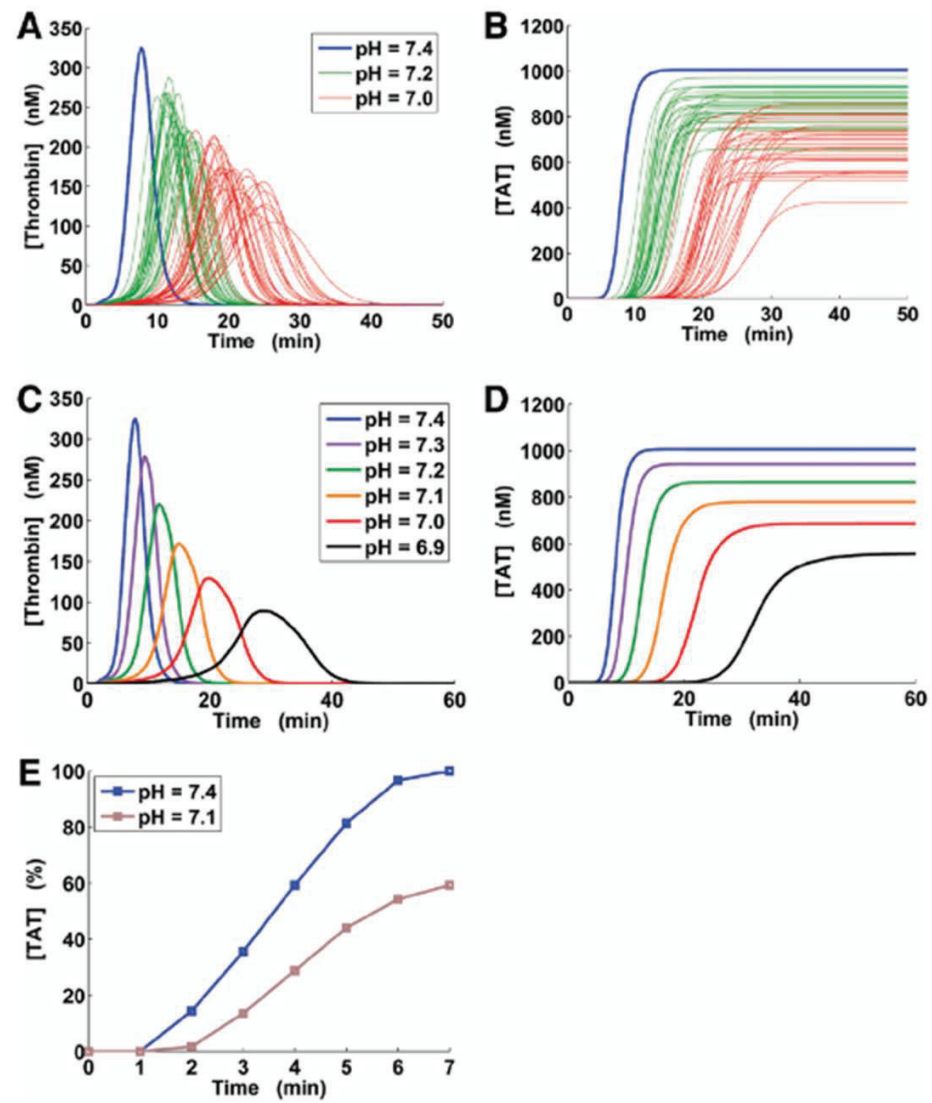 A
[Thrombin] (nM)
350
300
250
200
150
100
50
0
0 10 20 30 40 50
Time (min)
pH = 7.4
pH = 7.2
pH = 7.0
B
[TAT] (nM)
1200
1000
800
600
400
200
0
0 10 20 30 40 50
Time (min)
C
[Thrombin] (nM)
350
300
250
200
150
100
50
0
0 20 40 60
Time (min)
pH = 7.4
pH = 7.3
pH = 7.2
pH = 7.1
pH = 7.0
pH = 6.9
D
[TAT] (nM)
1200
1000
800
600
400
200
0
0 20 40 60
Time (min)
E
[TAT] (%)
100
80
60
40
20
0
0 1 2 3 4 5 6 7
Time (min)
pH = 7.4
pH = 7.1